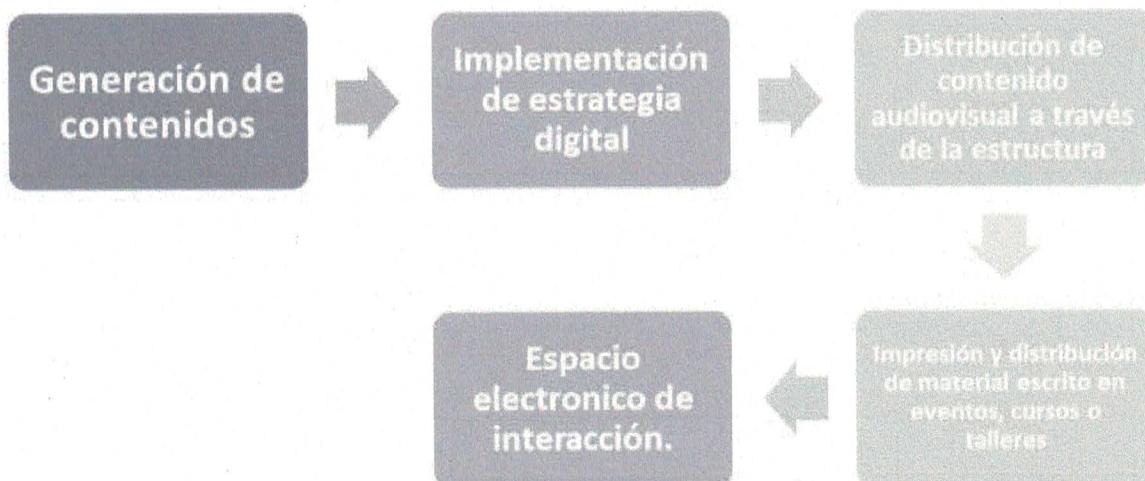 Generación de
contenidos
Implementación
de estrategia
digital
Distribución de
contenido
audiovisual a través
de la estructura
Impresión y distribución
de material escrito en
eventos, cursos o
talleres
Espacio
electronico de
interacción.